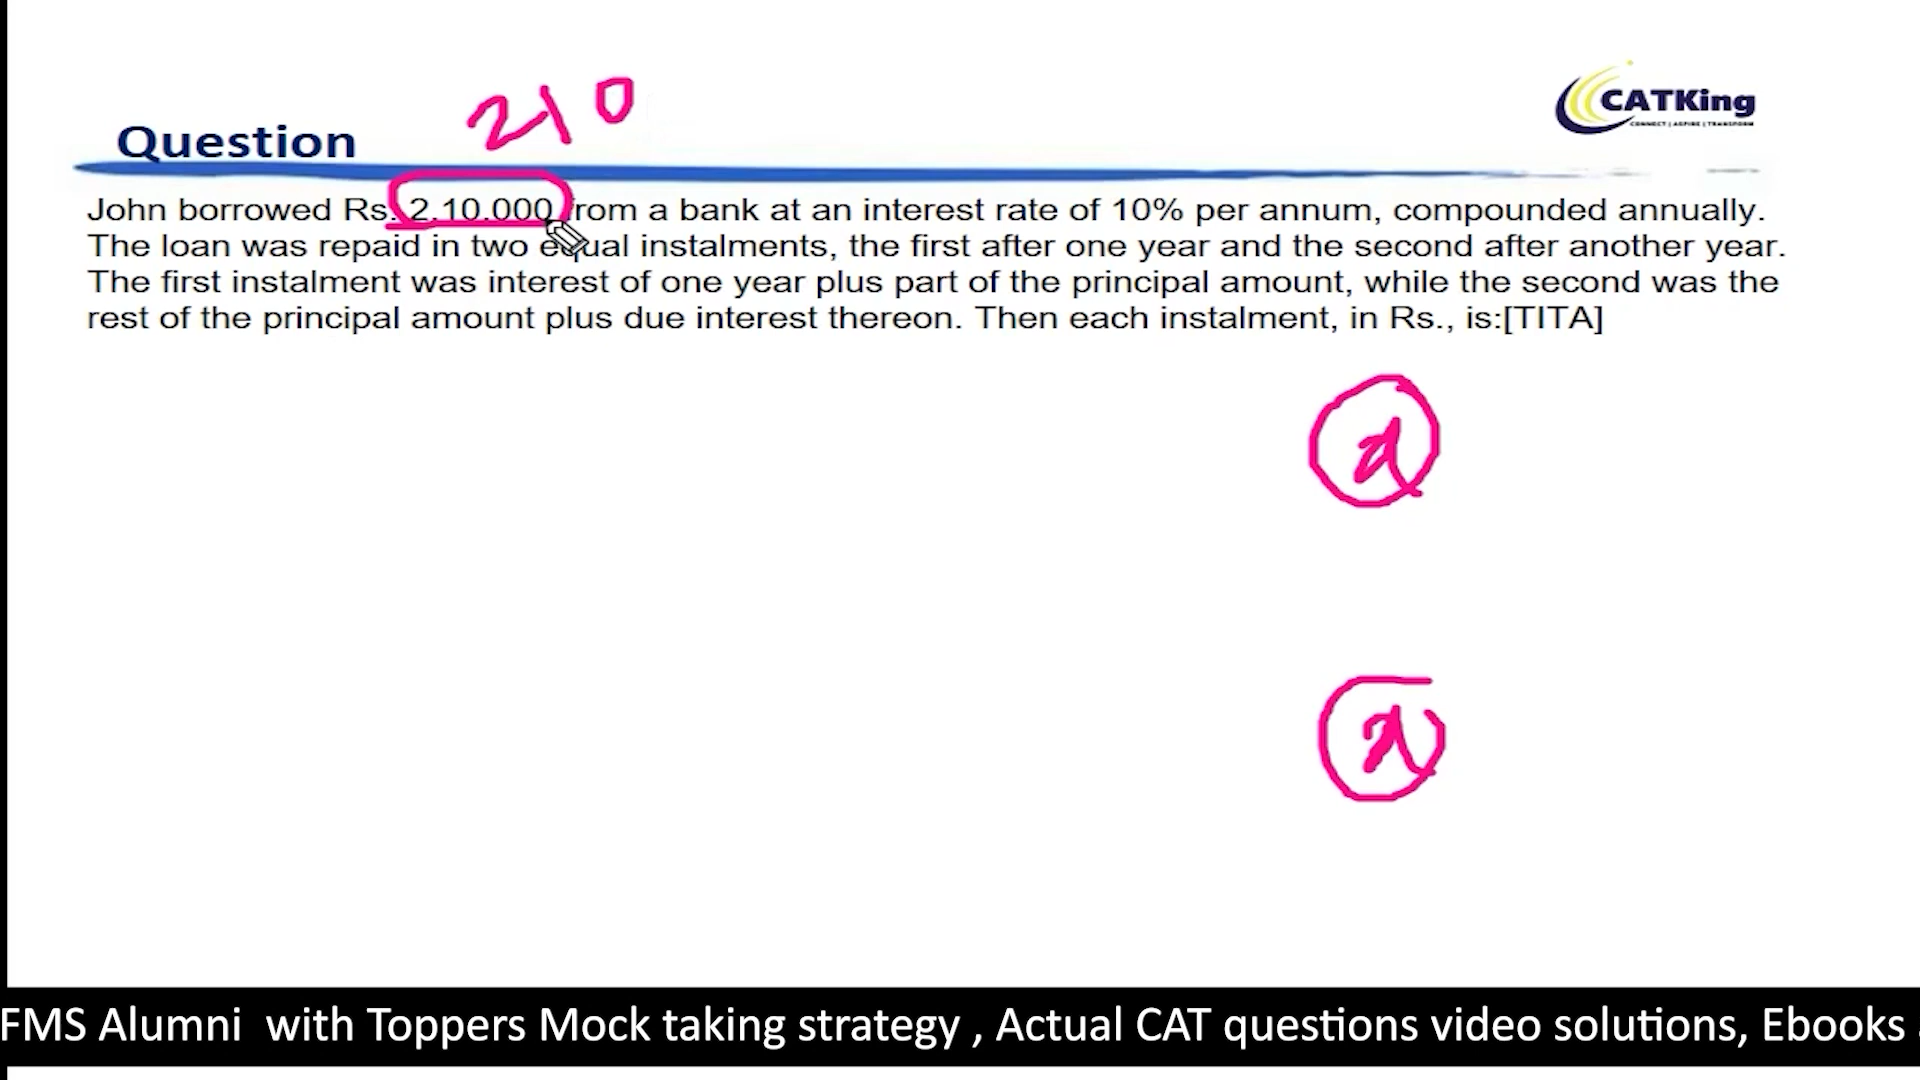 210
CATKing
CONNECT | ASPIRE | TRANSFORM
Question
John borrowed Rs. 2,10,000 from a bank at an interest rate of 10% per annum, compounded annually.
The loan was repaid in two equal instalments, the first after one year and the second after another year.
The first instalment was interest of one year plus part of the principal amount, while the second was the
rest of the principal amount plus due interest thereon. Then each instalment, in Rs., is:[TITA]
x
x
FMS Alumni with Toppers Mock taking strategy , Actual CAT questions video solutions, Ebooks